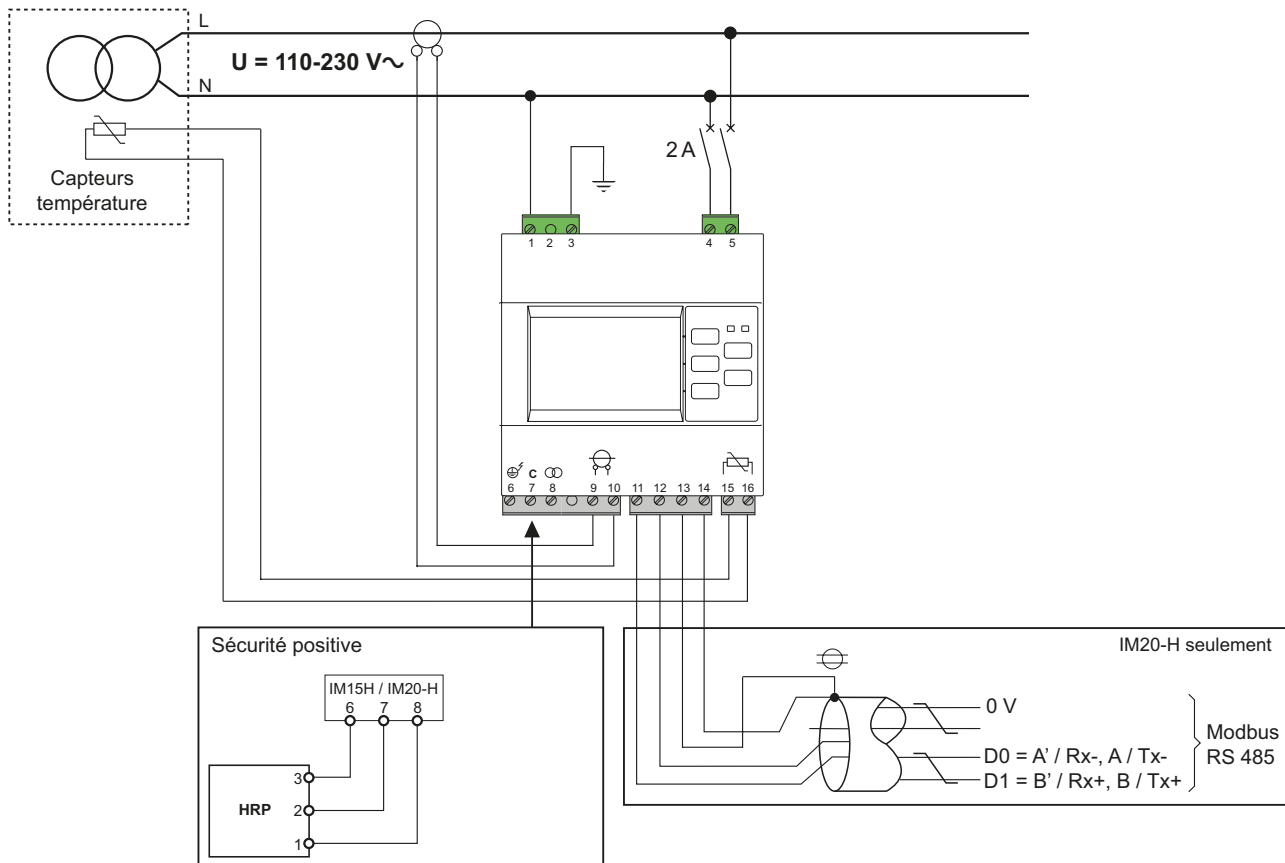 L
U = 110-230 V∿
N
2 A
Capteurs
température
1 2 3
4 5
C
6 7 8 9 10 11 12 13 14 15 16
Sécurité positive
IM15H / IM20-H
6 7 8
HRP
3
2
1
IM20-H seulement
0 V
D0 = A’ / Rx-, A / Tx-
D1 = B’ / Rx+, B / Tx+
Modbus
RS 485